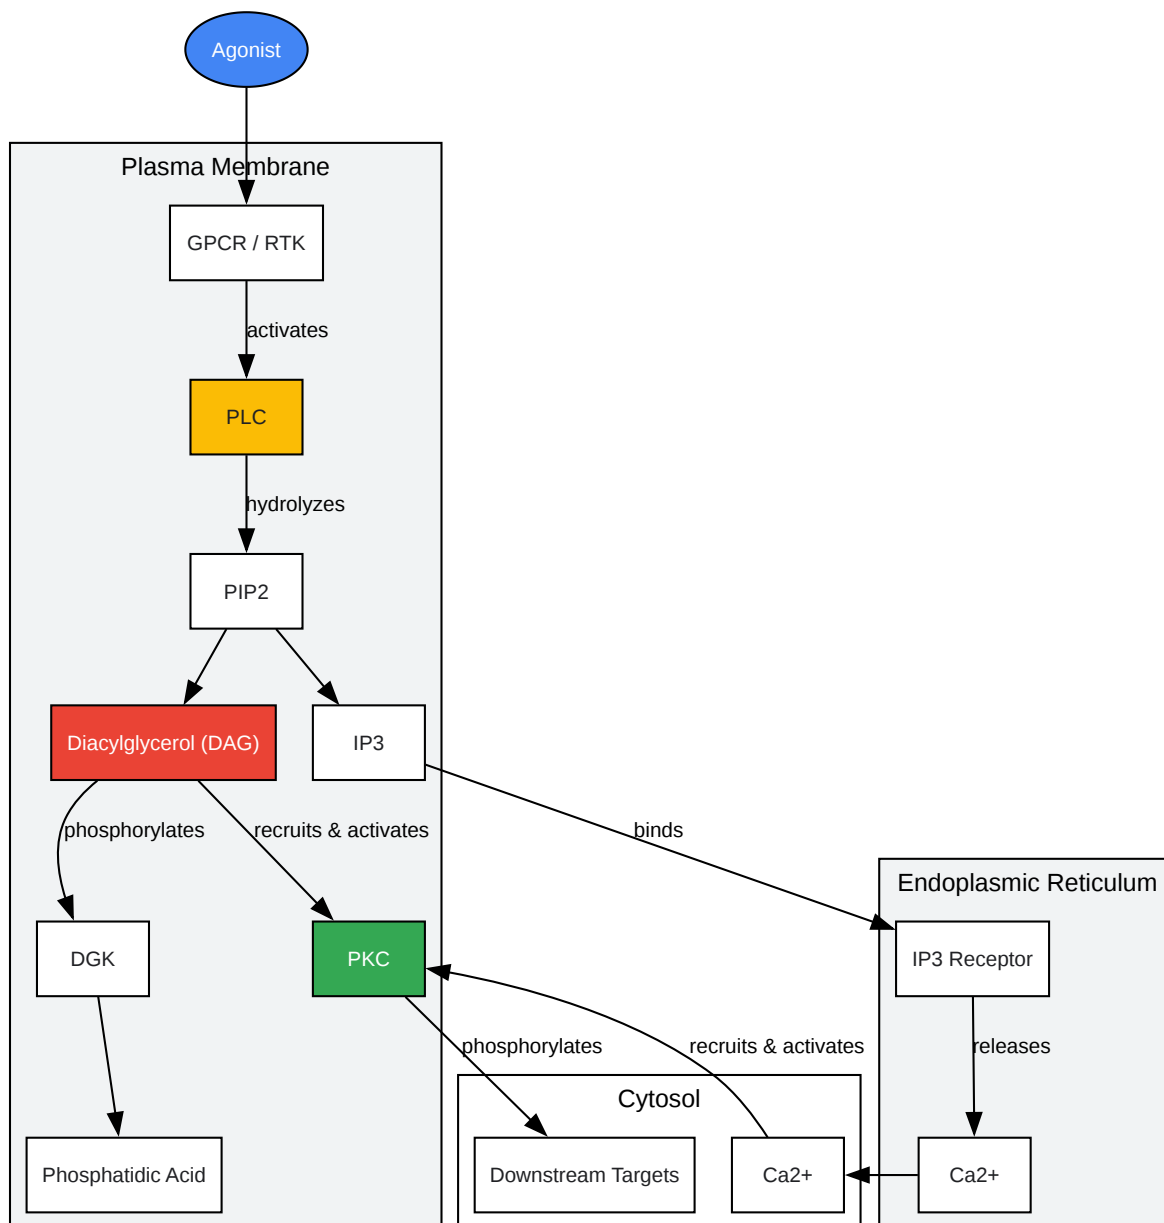 Agonist
Plasma Membrane
GPCR / RTK
activates
PLC
hydrolyzes
PIP2
Diacylglycerol (DAG)
IP3
phosphorylates
recruits & activates
binds
Endoplasmic Reticulum
DGK
PKC
IP3 Receptor
phosphorylates
recruits & activates
releases
Cytosol
Phosphatidic Acid
Downstream Targets
Ca2+
Ca2+